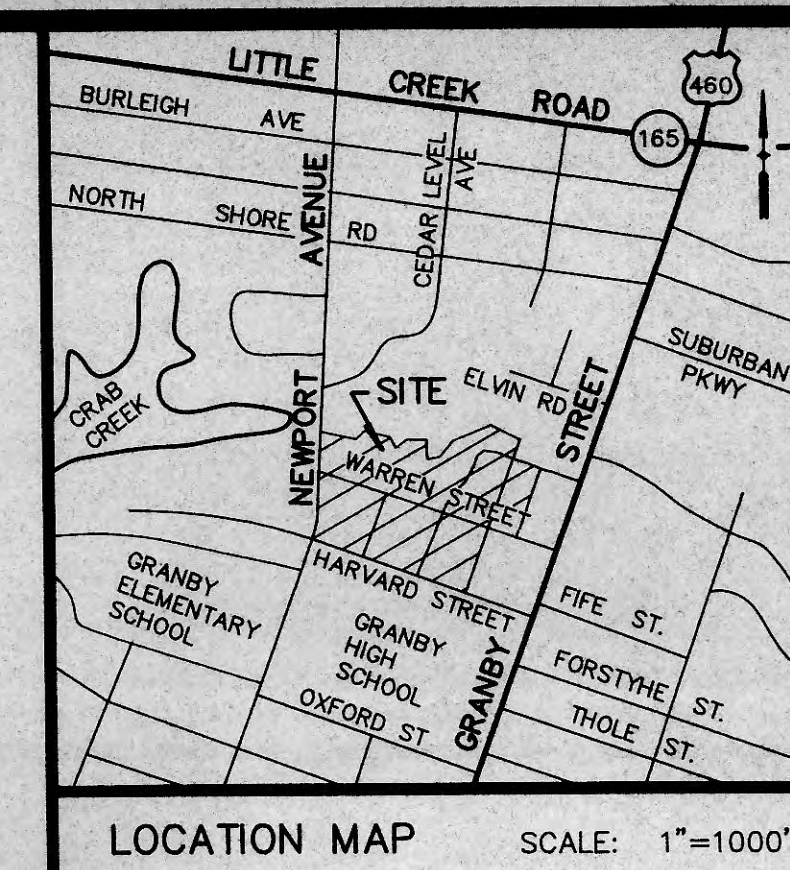 LITTLE CREEK ROAD
460
BURLEIGH AVE
165
NORTH SHORE RD
NEWPORT AVENUE
CEDAR LEVEL
AVE
SUBURBAN
PKWY
CRAB
CREEK
SITE
ELVIN RD
GRANBY STREET
WARREN STREET
HARVARD STREET
GRANBY
ELEMENTARY
SCHOOL
GRANBY
HIGH
SCHOOL
OXFORD ST
FIFE ST.
FORSTYHE ST.
THOLE ST.
LOCATION MAP SCALE: 1"=1000'